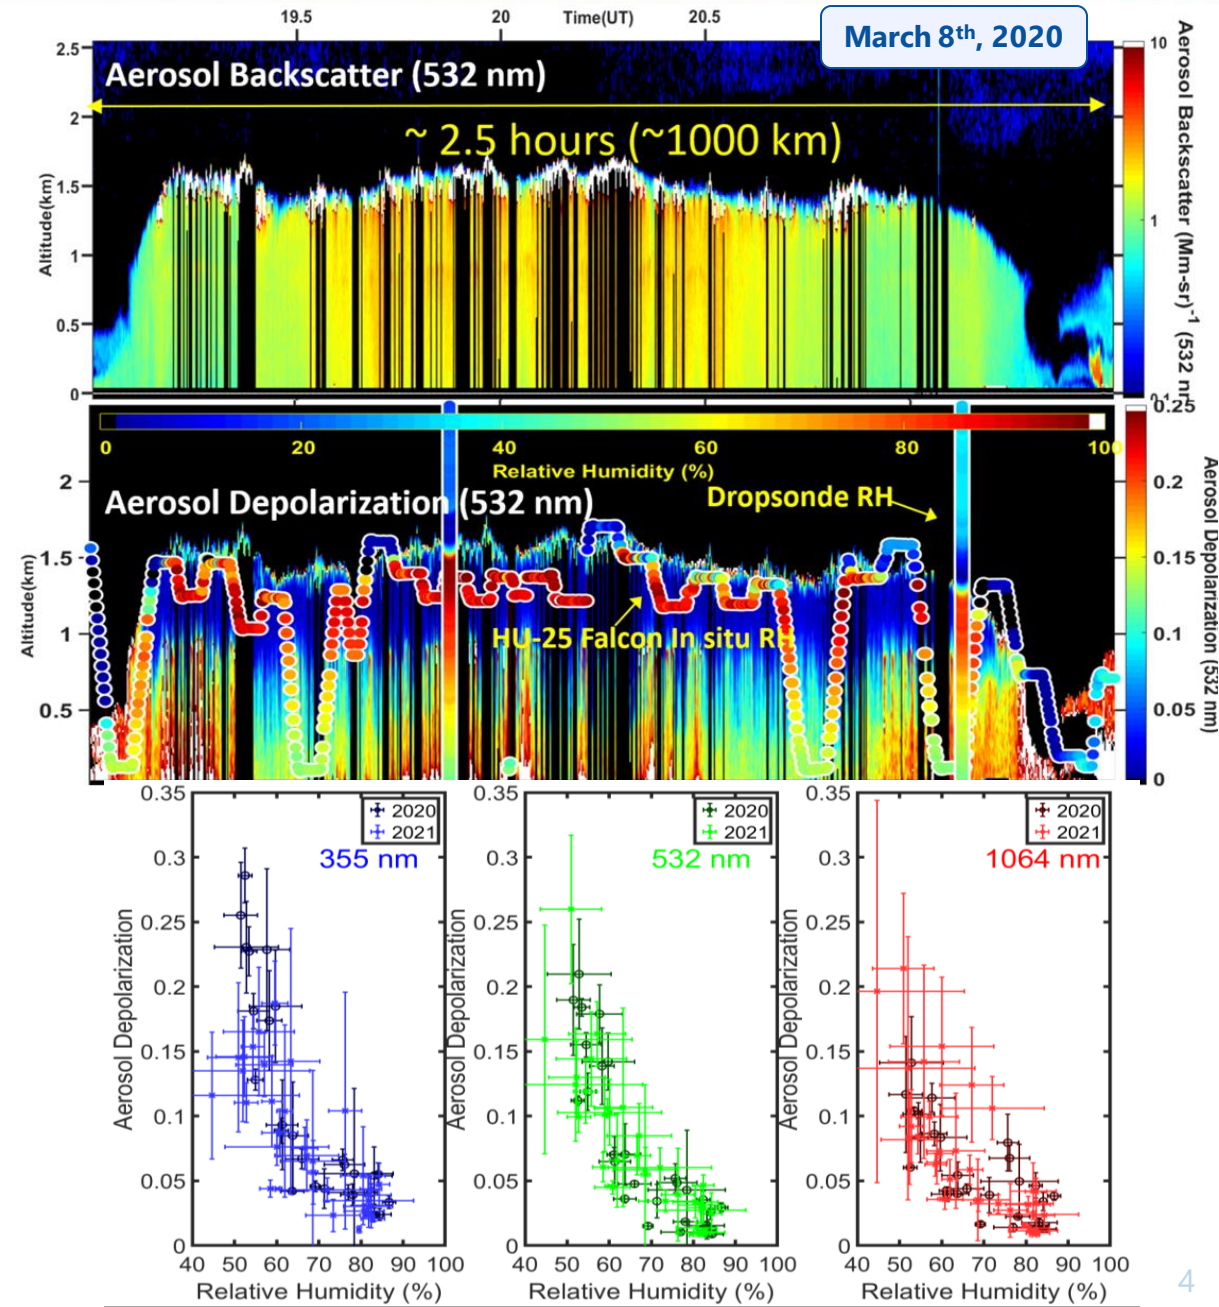 19.5 20 Time(UT) 20.5
March 8th, 2020
2.5
2
1.5
1
0.5
0
Altitude(km)
Aerosol Backscatter (532 nm)
~ 2.5 hours (~1000 km)
10
1
Aerosol Backscatter (Mm-sr)-1 (532 nm
0 20 40 60 80 100
Relative Humidity (%)
Aerosol Depolarization (532 nm)
Dropsonde RH
HU-25 Falcon In situ RH
2
1.5
1
0.5
Altitude(km)
0.25
0.2
0.15
0.1
0.05
0
Aerosol Depolarization (532 nm)
0.35
0.3
0.25
0.2
0.15
0.1
0.05
0
Aerosol Depolarization
2020
2021
355 nm
40 50 60 70 80 90 100
Relative Humidity (%)
0.35
0.3
0.25
0.2
0.15
0.1
0.05
0
Aerosol Depolarization
2020
2021
532 nm
40 50 60 70 80 90 100
Relative Humidity (%)
0.35
0.3
0.25
0.2
0.15
0.1
0.05
0
Aerosol Depolarization
2020
2021
1064 nm
40 50 60 70 80 90 100
Relative Humidity (%)
4